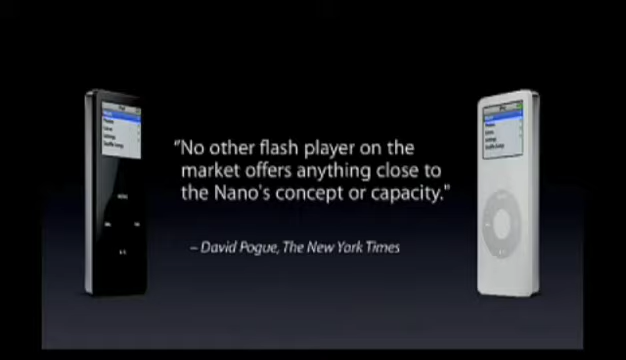 "No other flash player on the
market offers anything close to
the Nano's concept or capacity."
– David Pogue, The New York Times